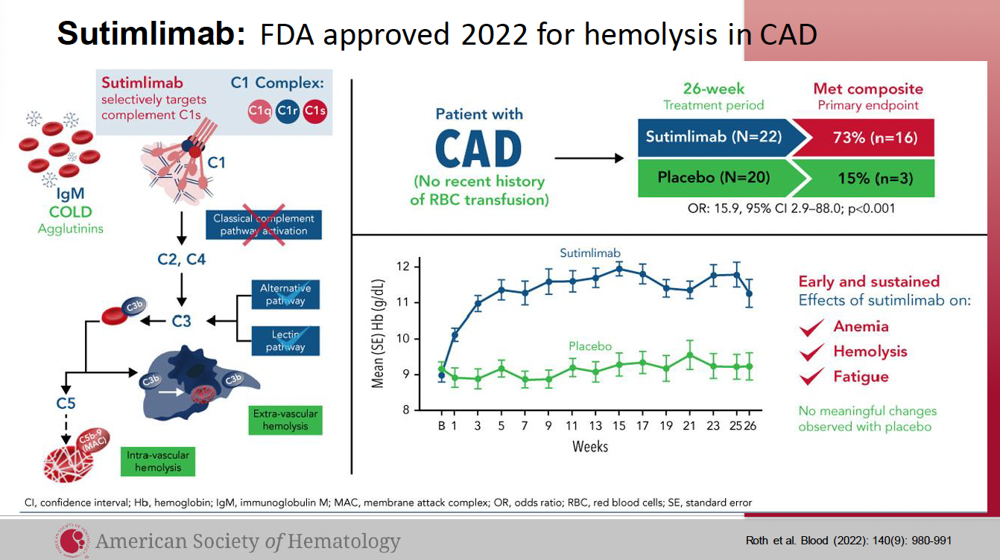 Sutimlimab: FDA approved 2022 for hemolysis in CAD
Sutimlimab
selectively targets
complement C1s
C1 Complex:
C1q C1r C1s
C1
IgM
COLD
Agglutinins
Classical complement
pathway activation
C2, C4
Alternative
pathway
C3b
C3
Lectin
pathway
C3b
C3b
C5
Extra-vascular
hemolysis
C5b-9
(MAC)
Intra-vascular
hemolysis
Patient with
CAD
(No recent history
of RBC transfusion)
26-week
Treatment period
Met composite
Primary endpoint
Sutimlimab (N=22)
73% (n=16)
Placebo (N=20)
15% (n=3)
OR: 15.9, 95% CI 2.9–88.0; p<0.001
Mean (SE) Hb (g/dL)
12
11
10
9
8
Sutimlimab
Placebo
B 1 3 5 7 9 11 13 15 17 19 21 23 25 26
Weeks
Early and sustained
Effects of sutimlimab on:
Anemia
Hemolysis
Fatigue
No meaningful changes
observed with placebo
CI, confidence interval; Hb, hemoglobin; IgM, immunoglobulin M; MAC, membrane attack complex; OR, odds ratio; RBC, red blood cells; SE, standard error
American Society of Hematology
Roth et al. Blood (2022): 140(9): 980-991